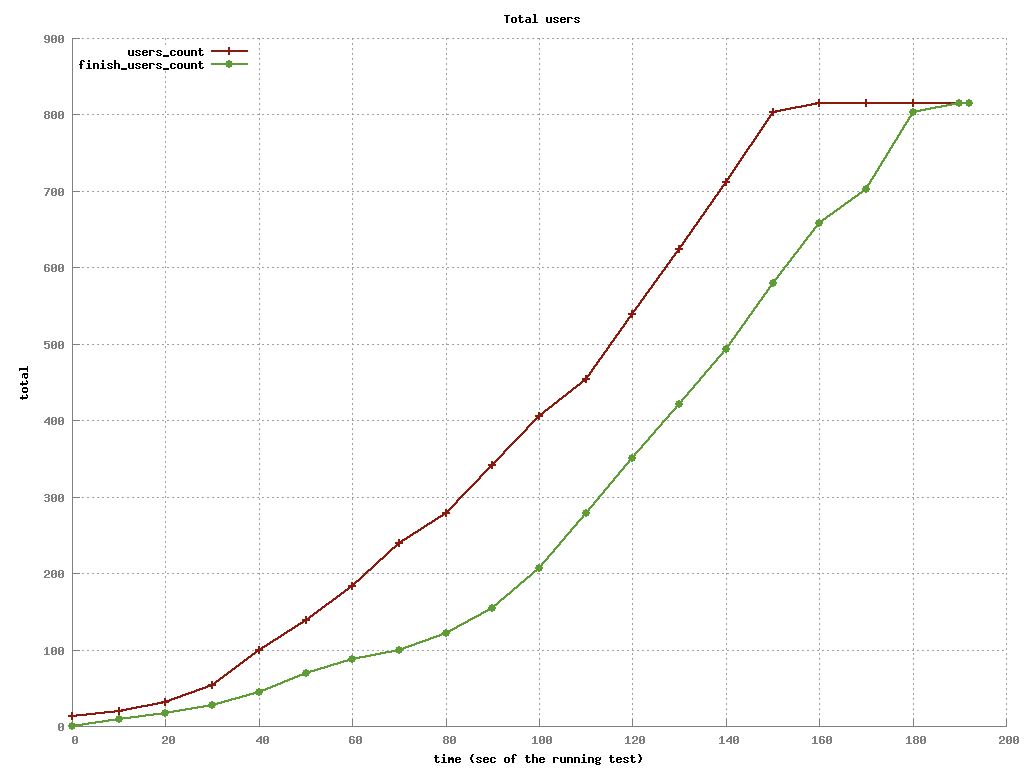 Total users
users_count
finish_users_count
900
800
700
600
500
400
300
200
100
0
total
0 20 40 60 80 100 120 140 160 180 200
time (sec of the running test)